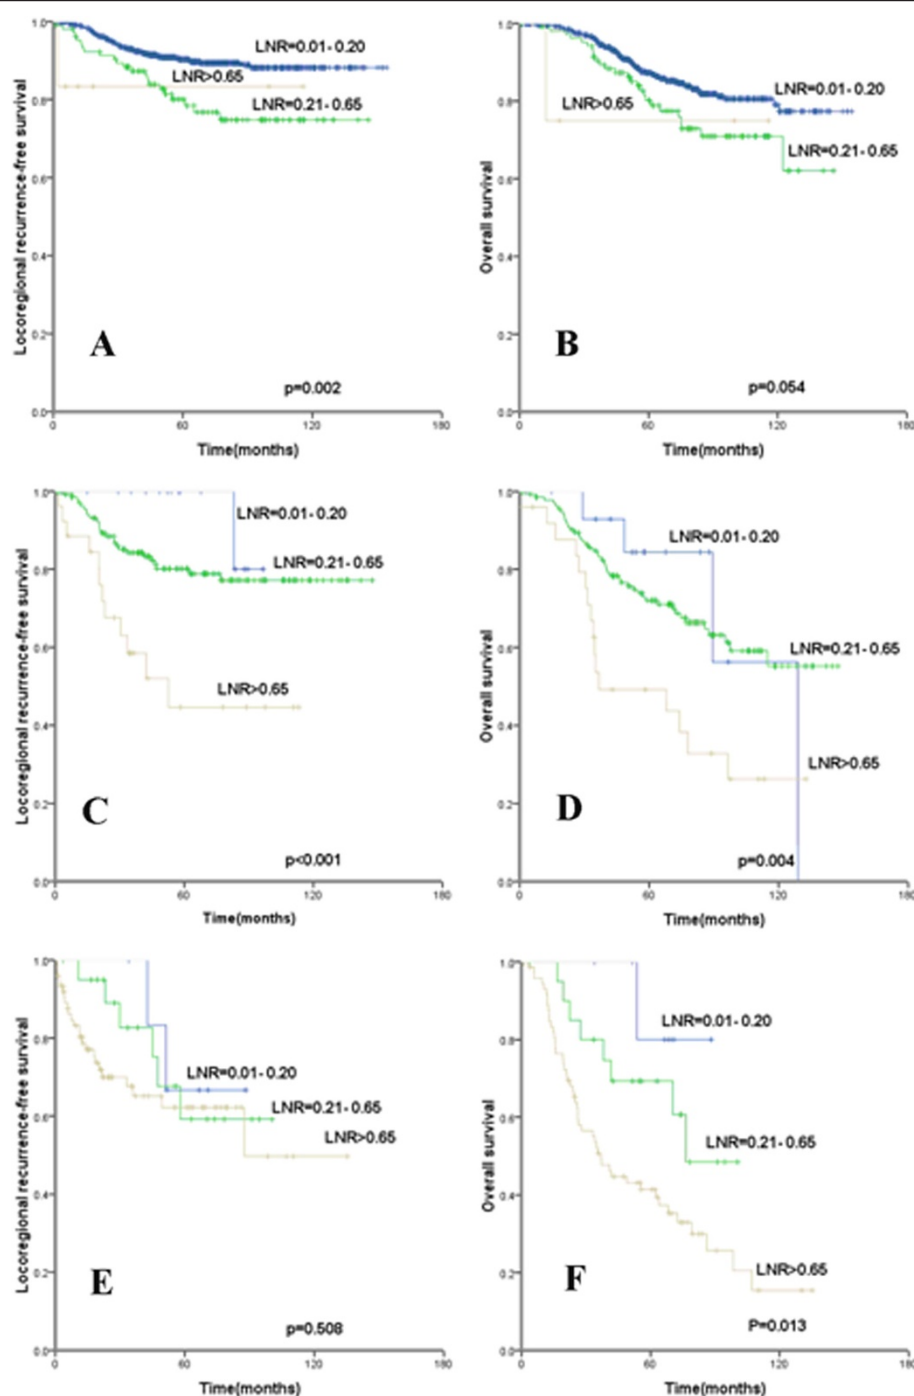 1.0
0.8
0.6
0.4
0.2
0.0
0
60
120
180
Locoregional recurrence-free survival
Time(months)
LNR=0.01-0.20
LNR>0.65
LNR=0.21-0.65
A
p=0.002
1.0
0.8
0.6
0.4
0.2
0.0
0
60
120
180
Overall survival
Time(months)
LNR=0.01-0.20
LNR>0.65
LNR=0.21-0.65
B
p=0.054
1.0
0.8
0.6
0.4
0.2
0.0
0
60
120
180
Locoregional recurrence-free survival
Time(months)
LNR=0.01-0.20
LNR=0.21-0.65
LNR>0.65
C
p<0.001
1.0
0.8
0.6
0.4
0.2
0.0
0
60
120
180
Overall survival
Time(months)
LNR=0.01-0.20
LNR=0.21-0.65
LNR>0.65
D
p=0.004
1.0
0.8
0.6
0.4
0.2
0.0
0
60
120
180
Locoregional recurrence-free survival
Time(months)
LNR=0.01-0.20
LNR=0.21-0.65
LNR>0.65
E
p=0.508
1.0
0.8
0.6
0.4
0.2
0.0
0
60
120
180
Overall survival
Time(months)
LNR=0.01-0.20
LNR=0.21-0.65
LNR>0.65
F
P=0.013